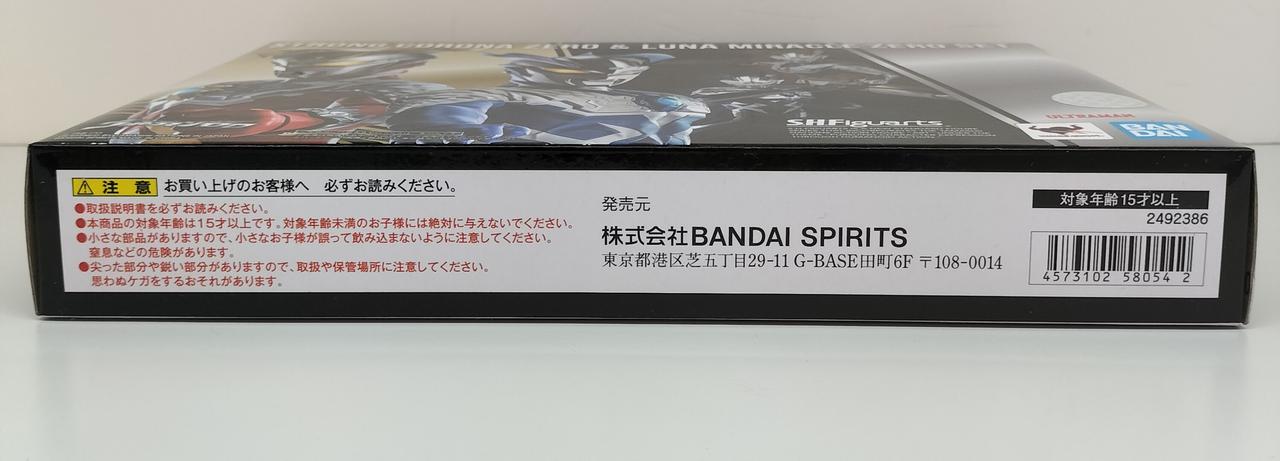 STRONG CORONA ZERO & LUNA MIRACLE ZERO SET
S.H.Figuarts
ULTRAMAN
BANDAI
注意 お買い上げのお客様へ 必ずお読みください。
●取扱説明書を必ずお読みください。
●本商品の対象年齢は15才以上です。対象年齢未満のお子様には絶対に与えないでください。
●小さな部品がありますので、小さなお子様が誤って飲み込まないように注意してください。
窒息などの危険があります。
●尖った部分や鋭い部分がありますので、取扱や保管場所に注意してください。
思わぬケガをするおそれがあります。
発売元
株式会社BANDAI SPIRITS
東京都港区芝五丁目29-11 G-BASE田町6F 〒108-0014
対象年齢15才以上
2492386
4573102 58054 2